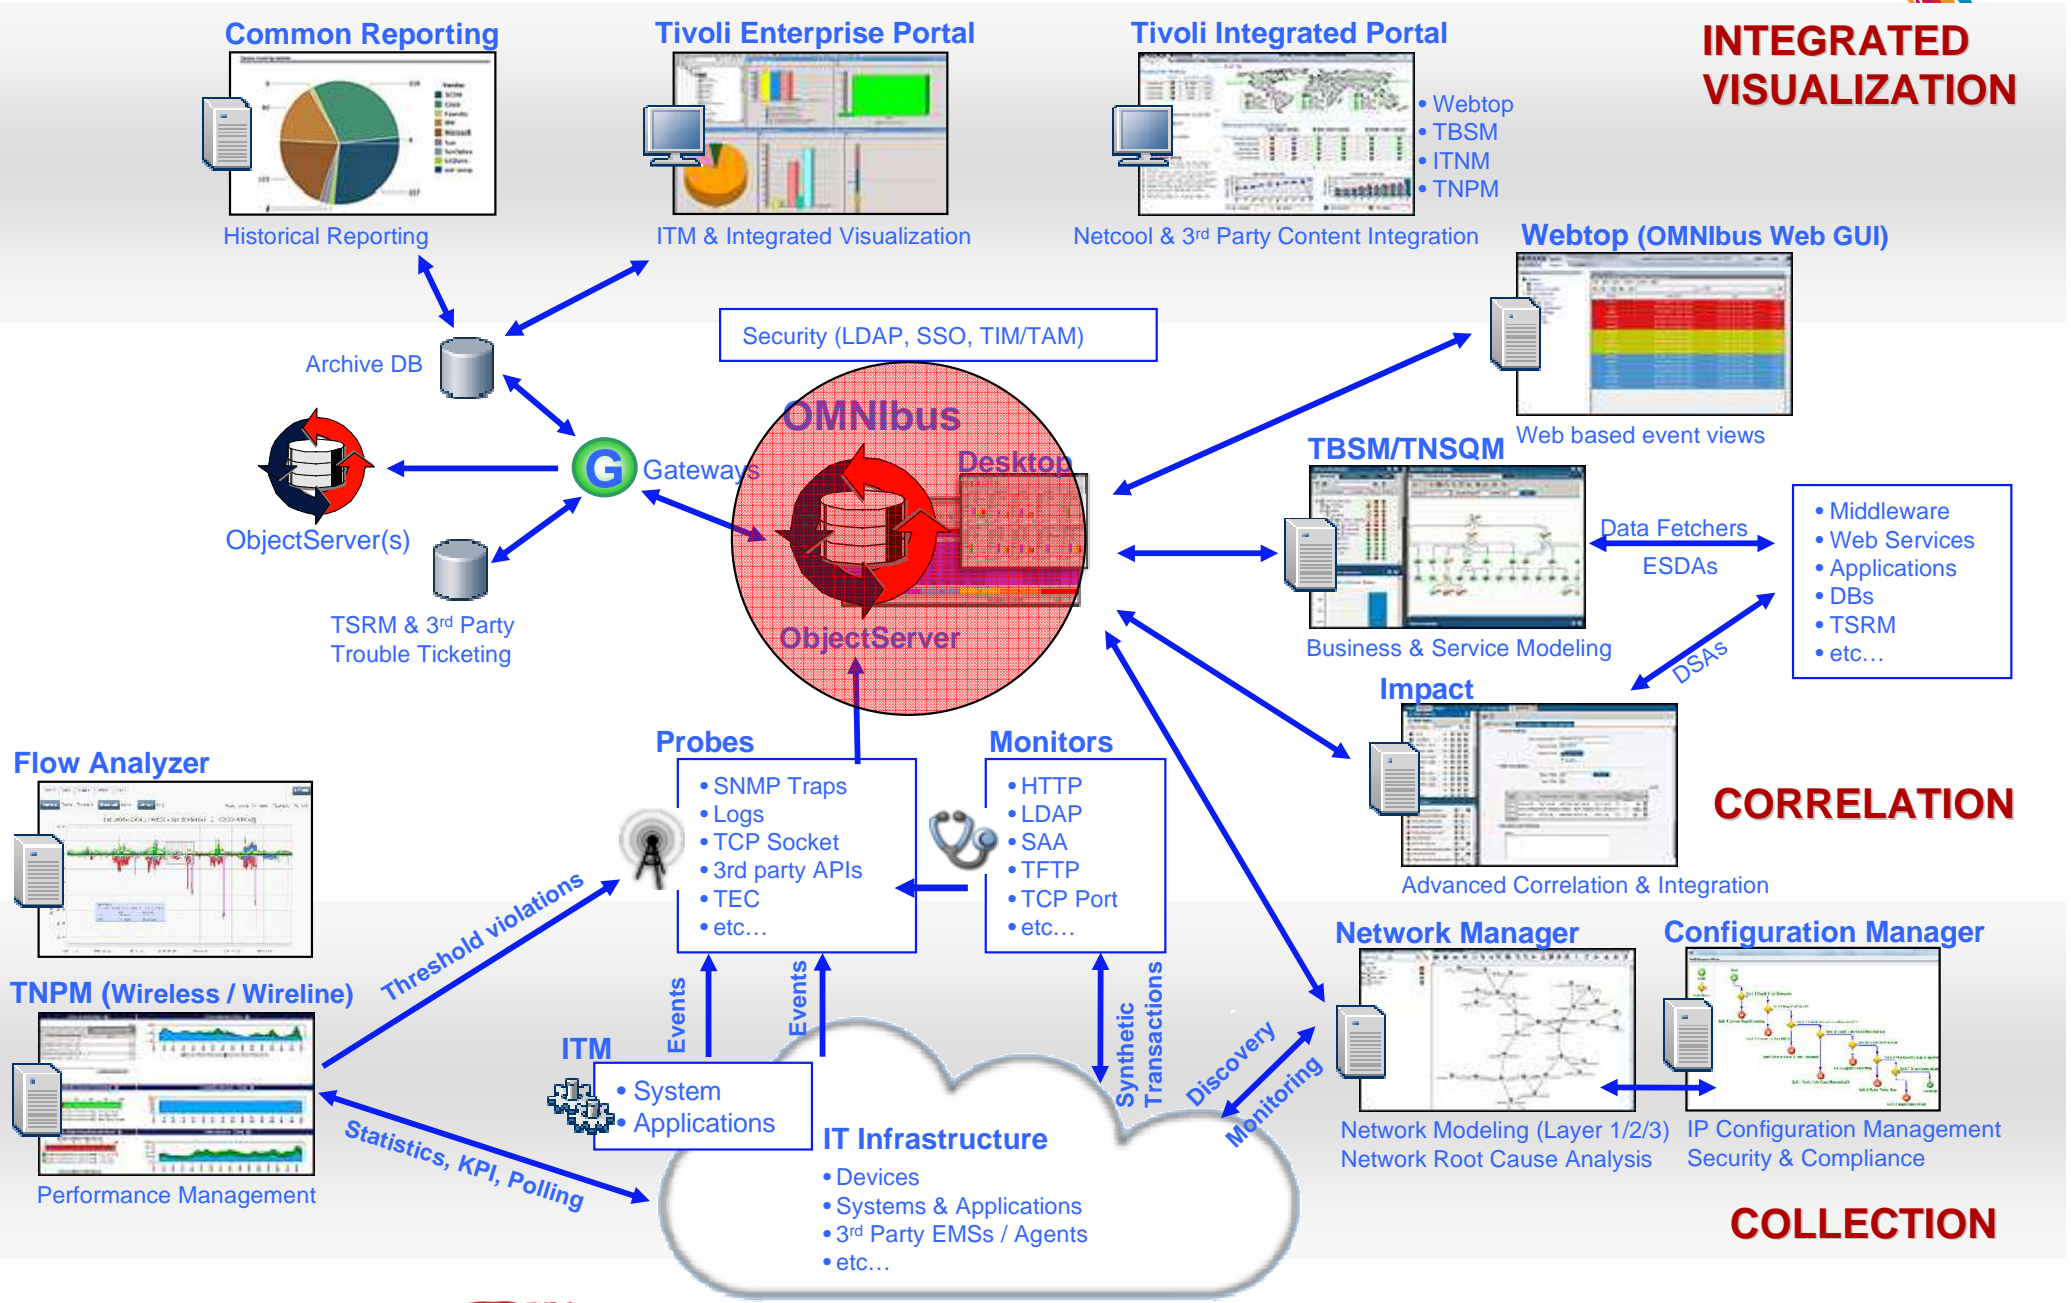 Common Reporting
Historical Reporting
Tivoli Enterprise Portal
ITM & Integrated Visualization
Tivoli Integrated Portal
• Webtop
• TBSM
• ITNM
• TNPM
Netcool & 3rd Party Content Integration
INTEGRATED
VISUALIZATION
Webtop (OMNIbus Web GUI)
Web based event views
Security (LDAP, SSO, TIM/TAM)
Archive DB
OMNIbus
Desktop
ObjectServer
G
Gateways
ObjectServer(s)
TSRM & 3rd Party
Trouble Ticketing
TBSM/TNSQM
Business & Service Modeling
Data Fetchers
ESDAs
• Middleware
• Web Services
• Applications
• DBs
• TSRM
• etc…
DSAs
Impact
Advanced Correlation & Integration
CORRELATION
Flow Analyzer
Probes
• SNMP Traps
• Logs
• TCP Socket
• 3rd party APIs
• TEC
• etc…
Monitors
• HTTP
• LDAP
• SAA
• TFTP
• TCP Port
• etc…
Threshold violations
TNPM (Wireless / Wireline)
Performance Management
Statistics, KPI, Polling
Events
Events
Synthetic
Transactions
Discovery
Monitoring
ITM
• System
• Applications
IT Infrastructure
• Devices
• Systems & Applications
• 3rd Party EMSs / Agents
• etc…
Network Manager
Network Modeling (Layer 1/2/3)
Network Root Cause Analysis
Configuration Manager
IP Configuration Management
Security & Compliance
COLLECTION